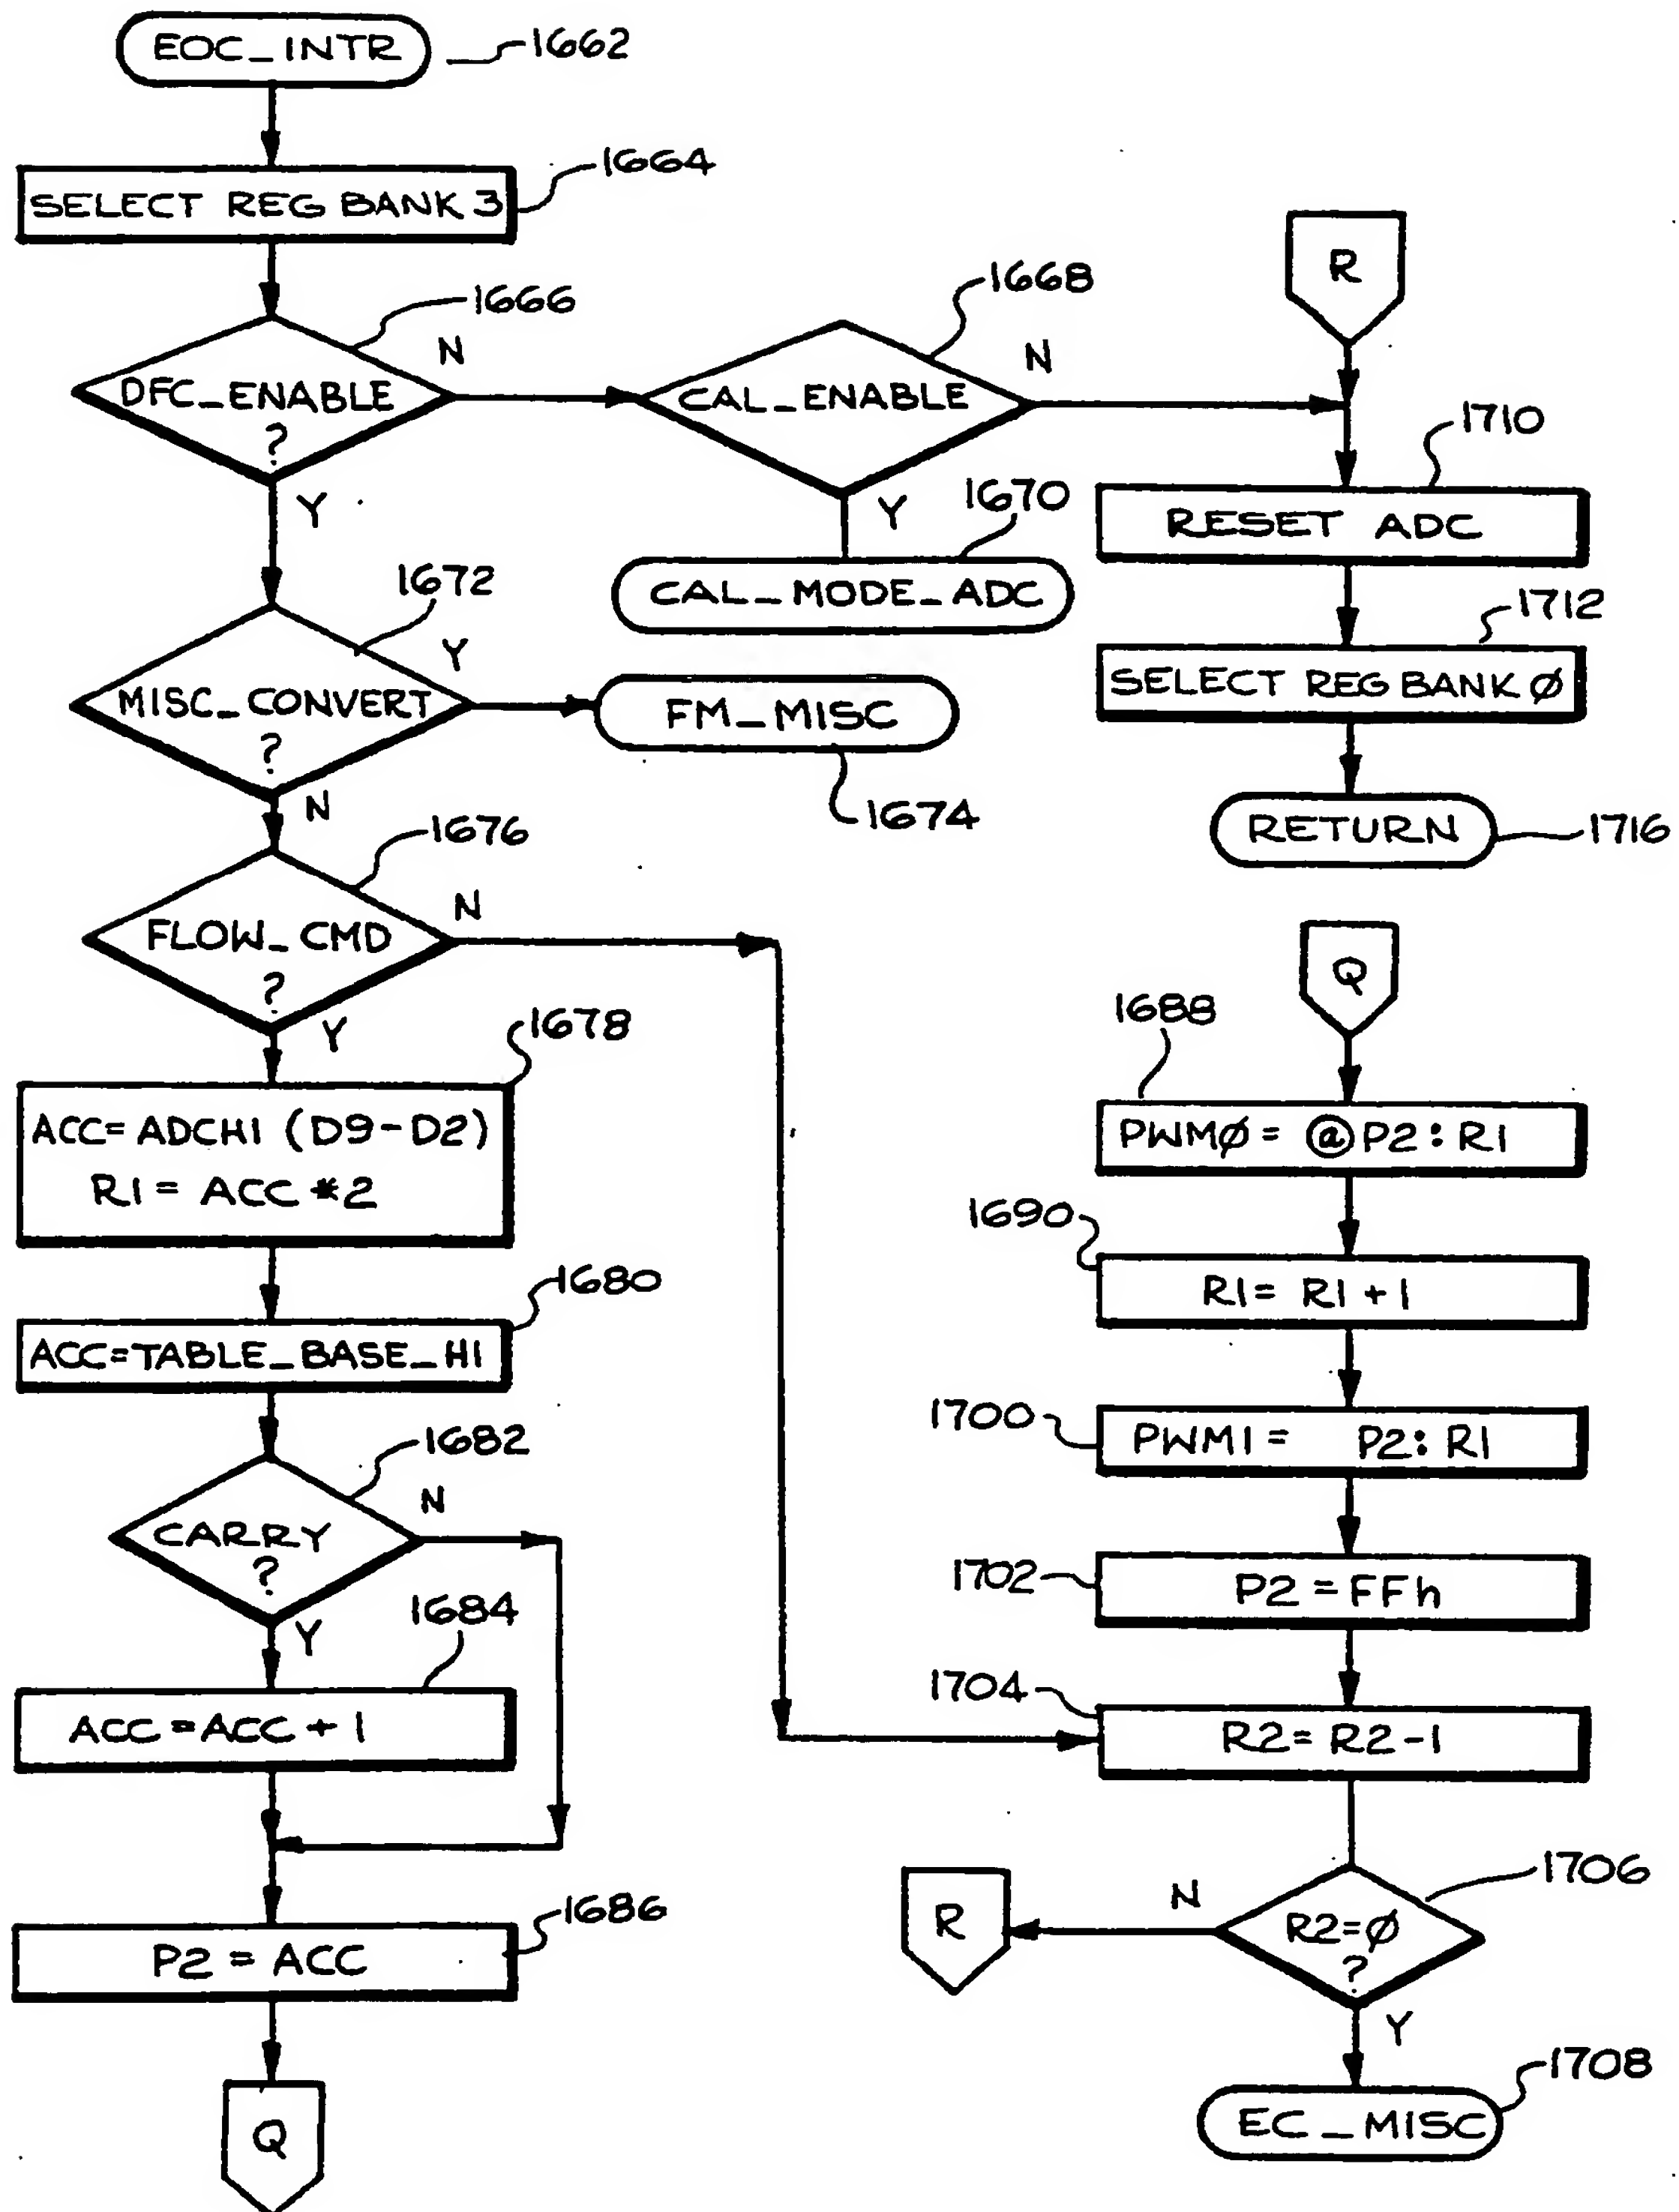 EOC_INTR
1662
SELECT REG BANK 3
1664
DFC_ENABLE
?
1666
N
Y
CAL_ENABLE
1668
N
Y
CAL_MODE_ADC
1670
MISC_CONVERT
?
1672
Y
N
FM_MISC
1674
FLOW_CMD
?
1676
N
Y
ACC=ADCHI (D9-D2)
R1 = ACC *2
1678
ACC=TABLE_BASE_HI
1680
CARRY
?
1682
N
Y
ACC=ACC+1
1684
P2 = ACC
1686
Q
R
RESET ADC
1710
SELECT REG BANK Ø
1712
RETURN
1716
Q
PWMØ = @P2:R1
1688
R1= R1+1
1690
PWM1 = P2:R1
1700
P2=FFh
1702
R2=R2-1
1704
R2=Ø
?
1706
N
R
Y
EC_MISC
1708